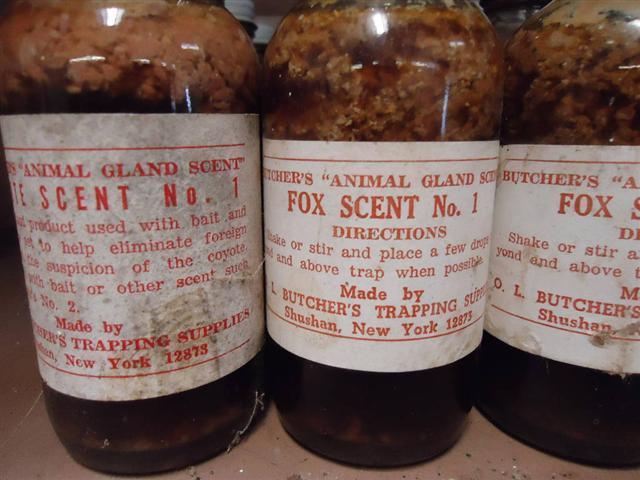 "ANIMAL GLAND SCENT"
SCENT No. 1
product used with bait and
to help eliminate foreign
the suspicion of the coyote.
bait or other scent such
No. 2.
Made by
TRAPPING SUPPLIES
New York 12873
"ANIMAL GLAND
FOX SCENT No. 1
DIRECTIONS
or stir and place a few drops
and above trap when possible.
Made by
L. BUTCHER'S TRAPPING
Shushan, New York 12873
BUTCHER'S
FOX
Shake or stir
and above
O. L. BUTCHER'S
Shushan,